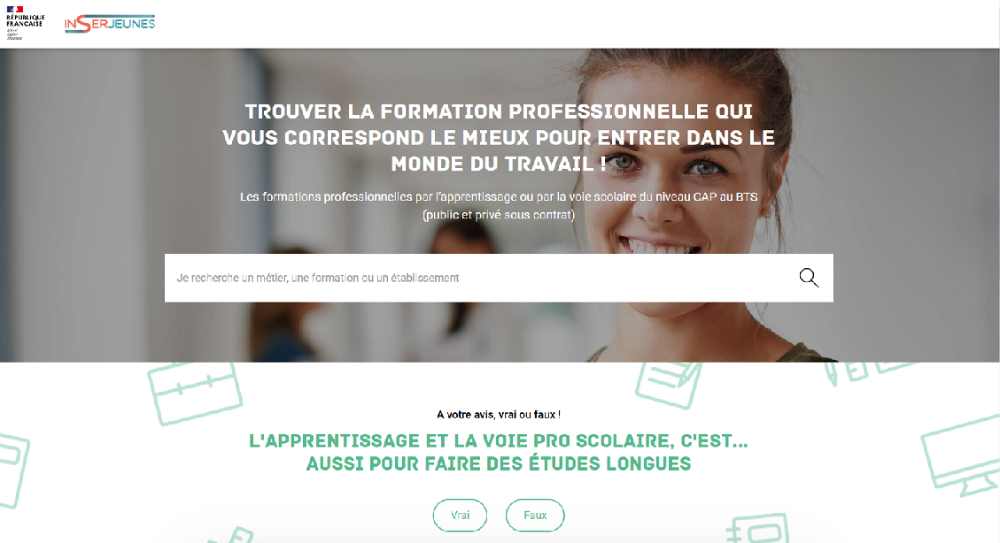 RÉPUBLIQUE
FRANÇAISE
Liberté
Égalité
Fraternité
INSERJEUNES
TROUVER LA FORMATION PROFESSIONNELLE QUI
VOUS CORRESPOND LE MIEUX POUR ENTRER DANS LE
MONDE DU TRAVAIL !
Les formations professionnelles par l'apprentissage ou par la voie scolaire du niveau CAP au BTS
(public et privé sous contrat)
Je recherche un métier, une formation ou un établissement
A votre avis, vrai ou faux !
L'APPRENTISSAGE ET LA VOIE PRO SCOLAIRE, C'EST...
AUSSI POUR FAIRE DES ÉTUDES LONGUES
Vrai
Faux